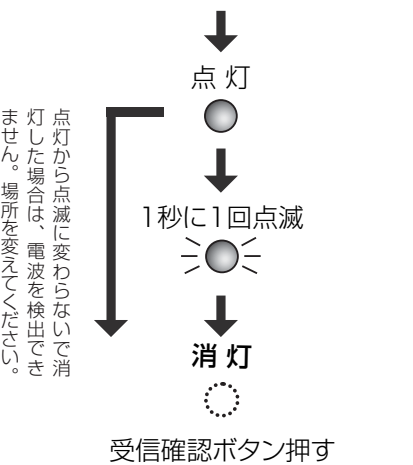 点灯
1秒に1回点滅
消灯
受信確認ボタン押す
点灯から点滅に変わらないで消
灯した場合は、電波を検出でき
ません。場所を変えてください。